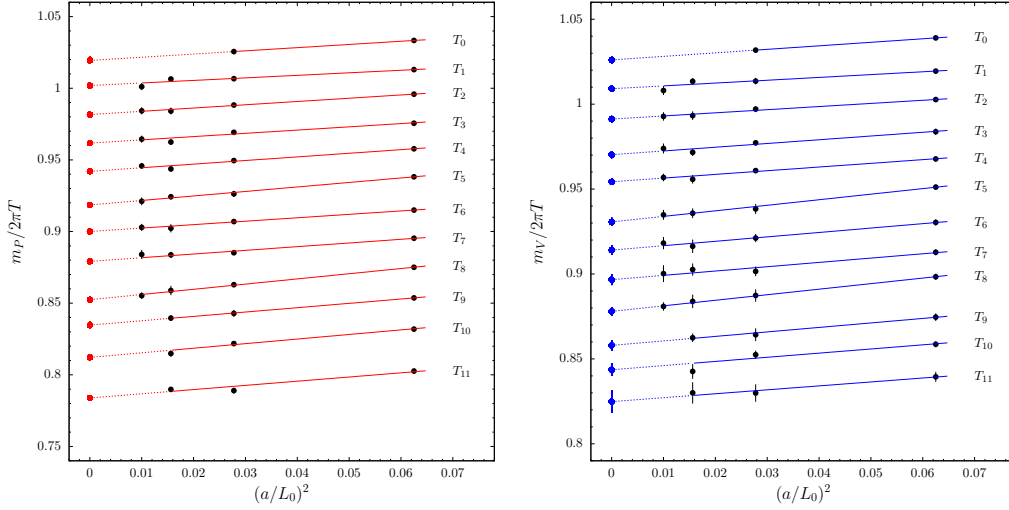 1.05
1
0.95
0.9
0.85
0.8
0.75
m_P/2πT
T_0
T_1
T_2
T_3
T_4
T_5
T_6
T_7
T_8
T_9
T_10
T_11
0 0.01 0.02 0.03 0.04 0.05 0.06 0.07
(a/L_0)^2
1.05
1
0.95
0.9
0.85
0.8
m_V/2πT
T_0
T_1
T_2
T_3
T_4
T_5
T_6
T_7
T_8
T_9
T_10
T_11
0 0.01 0.02 0.03 0.04 0.05 0.06 0.07
(a/L_0)^2